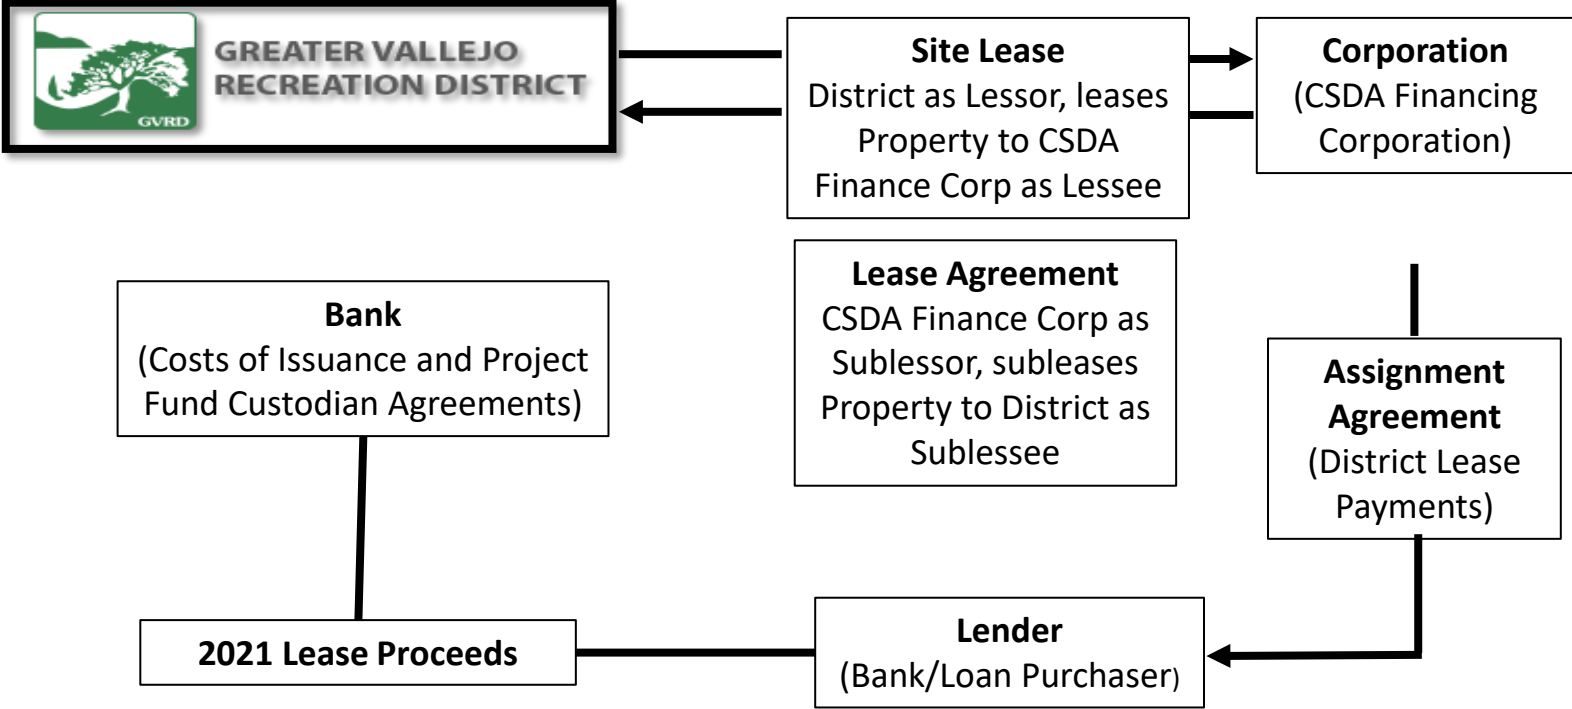 GREATER VALLEJO
RECREATION DISTRICT
GVRD
Site Lease
District as Lessor, leases
Property to CSDA
Finance Corp as Lessee
Corporation
(CSDA Financing
Corporation)
Lease Agreement
CSDA Finance Corp as
Sublessor, subleases
Property to District as
Sublessee
Bank
(Costs of Issuance and Project
Fund Custodian Agreements)
Assignment
Agreement
(District Lease
Payments)
2021 Lease Proceeds
Lender
(Bank/Loan Purchaser)